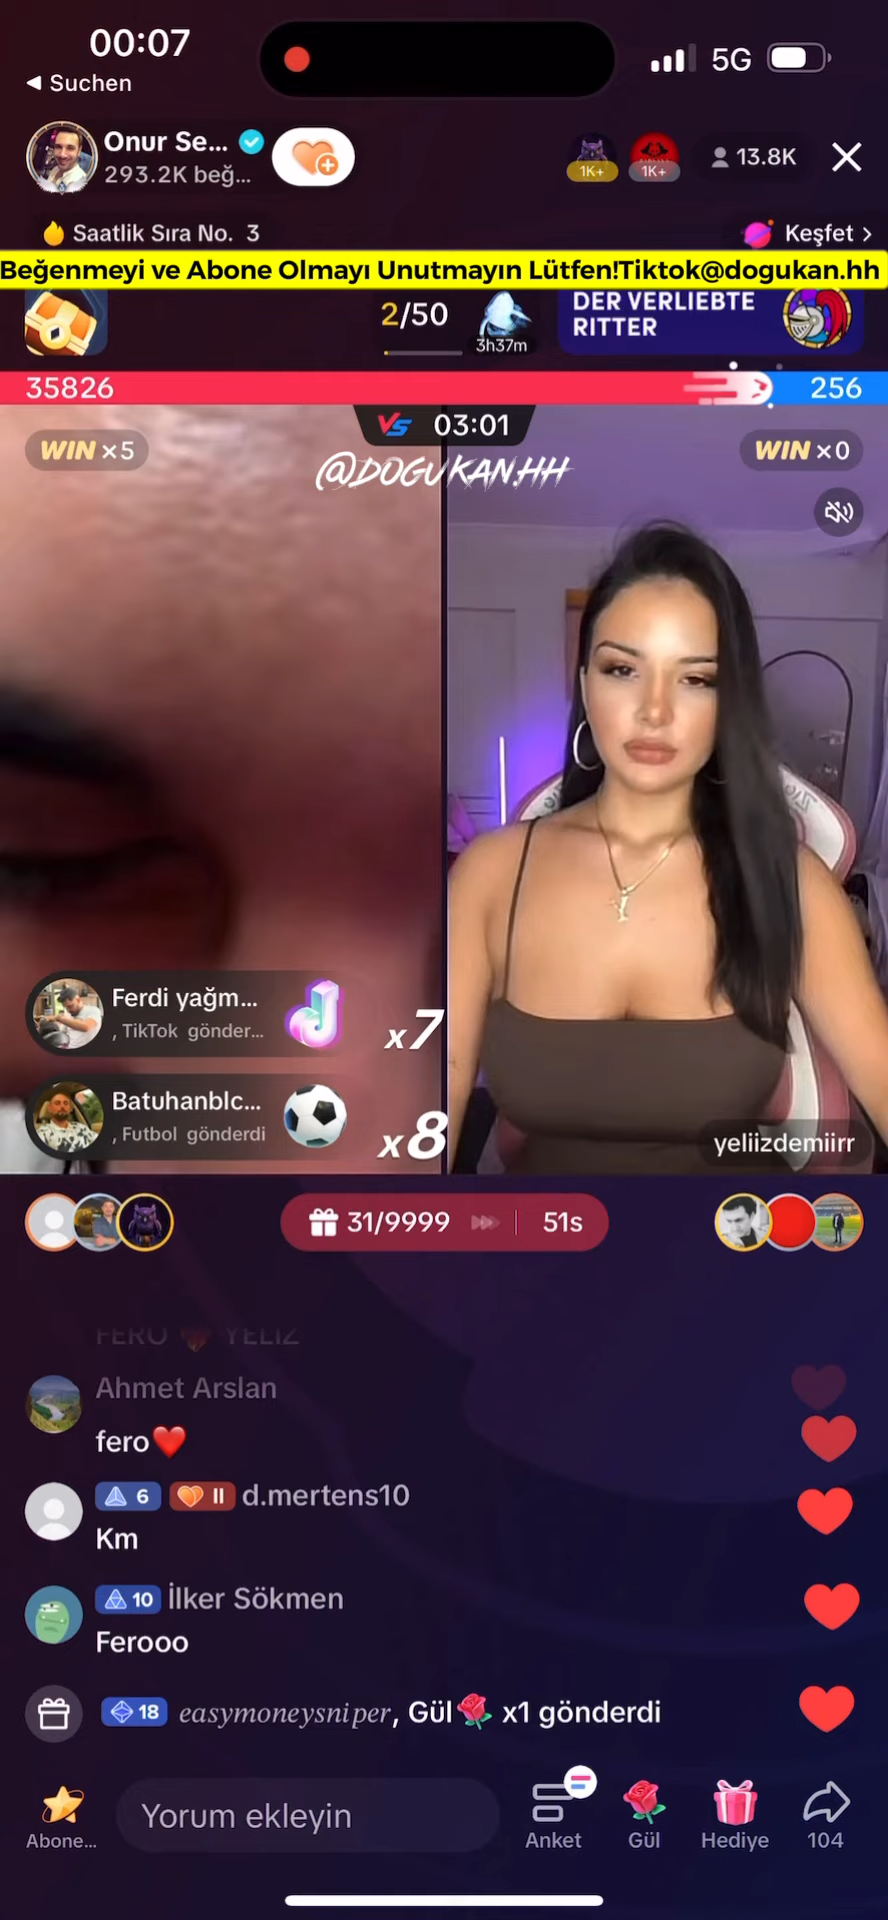 00:07
5G
◀ Suchen
Onur Se...
293.2K beğ...
1K+
1K+
13.8K
Saatlik Sıra No. 3
Keşfet >
Beğenmeyi ve Abone Olmayı Unutmayın Lütfen!Tiktok@dogukan.hh
2/50
3h37m
DER VERLIEBTE
RITTER
35826
256
VS 03:01
WIN x5
WIN x0
@DOGUKAN.HH
Ferdi yağm...
, TikTok gönder...
x7
Batuhanblc...
, Futbol gönderdi
x8
yeliizdemiirr
31/9999
51s
FERO YELIZ
Ahmet Arslan
fero❤️
6 II d.mertens10
Km
10 İlker Sökmen
Ferooo
18 easymoneysniper, Gül🌹 x1 gönderdi
Abone...
Yorum ekleyin
Anket
Gül
Hediye
104